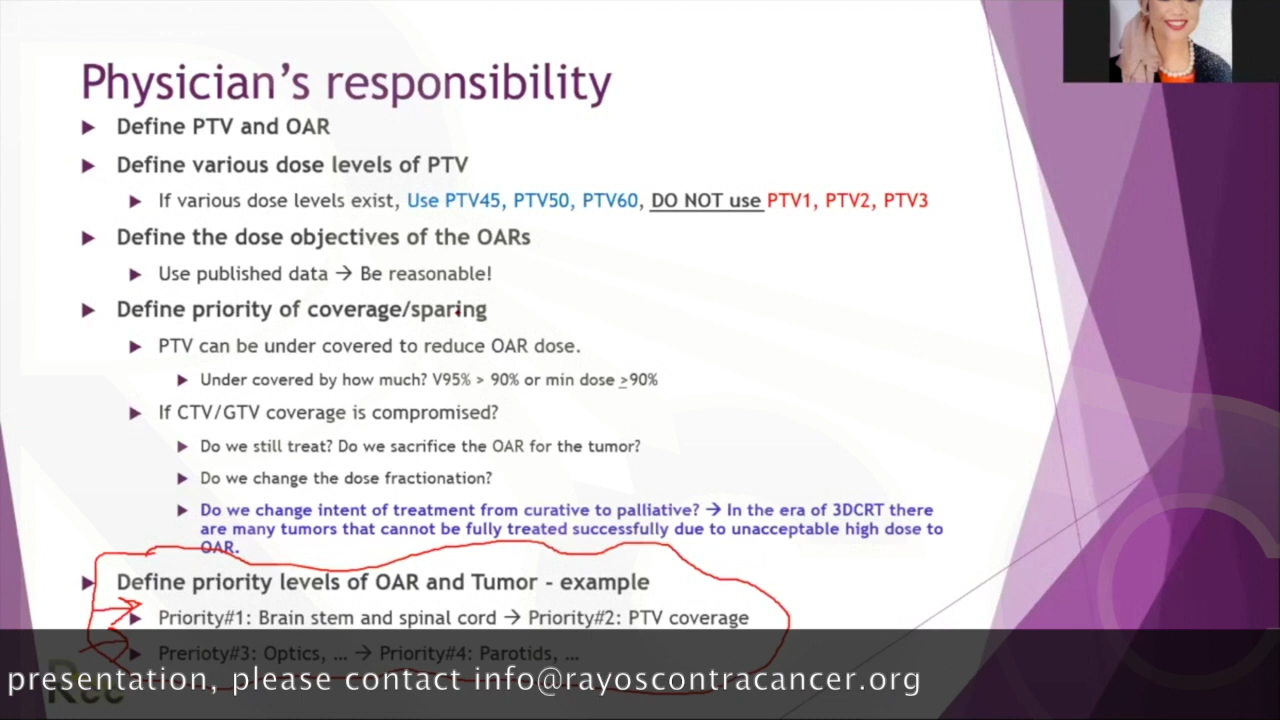 Physician's responsibility
Define PTV and OAR
Define various dose levels of PTV
If various dose levels exist, Use PTV45, PTV50, PTV60, DO NOT use PTV1, PTV2, PTV3
Define the dose objectives of the OARs
Use published data → Be reasonable!
Define priority of coverage/sparing
PTV can be under covered to reduce OAR dose.
Under covered by how much? V95% > 90% or min dose ≥90%
If CTV/GTV coverage is compromised?
Do we still treat? Do we sacrifice the OAR for the tumor?
Do we change the dose fractionation?
Do we change intent of treatment from curative to palliative? → In the era of 3DCRT there
are many tumors that cannot be fully treated successfully due to unacceptable high dose to
OAR.
Define priority levels of OAR and Tumor - example
Priority#1: Brain stem and spinal cord → Priority#2: PTV coverage
Prerioty#3: Optics, ... → Priority#4: Parotids, ...
presentation, please contact info@rayoscontracancer.org